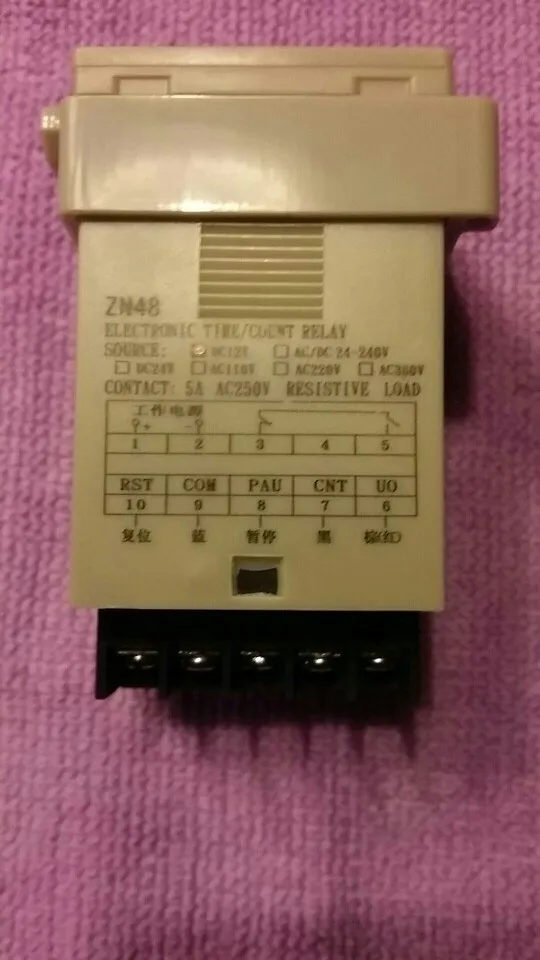 ZN48
ELECTRONIC TIME/COUNT RELAY
SOURCE: DC12V AC/DC 24-240V
DC24V AC110V AC220V AC380V
CONTACT: 5A AC250V RESISTIVE LOAD
工作电源
+ -
1 2 3 4 5
RST COM PAU CNT UO
10 9 8 7 6
复位 蓝 暂停 黑 棕(红)